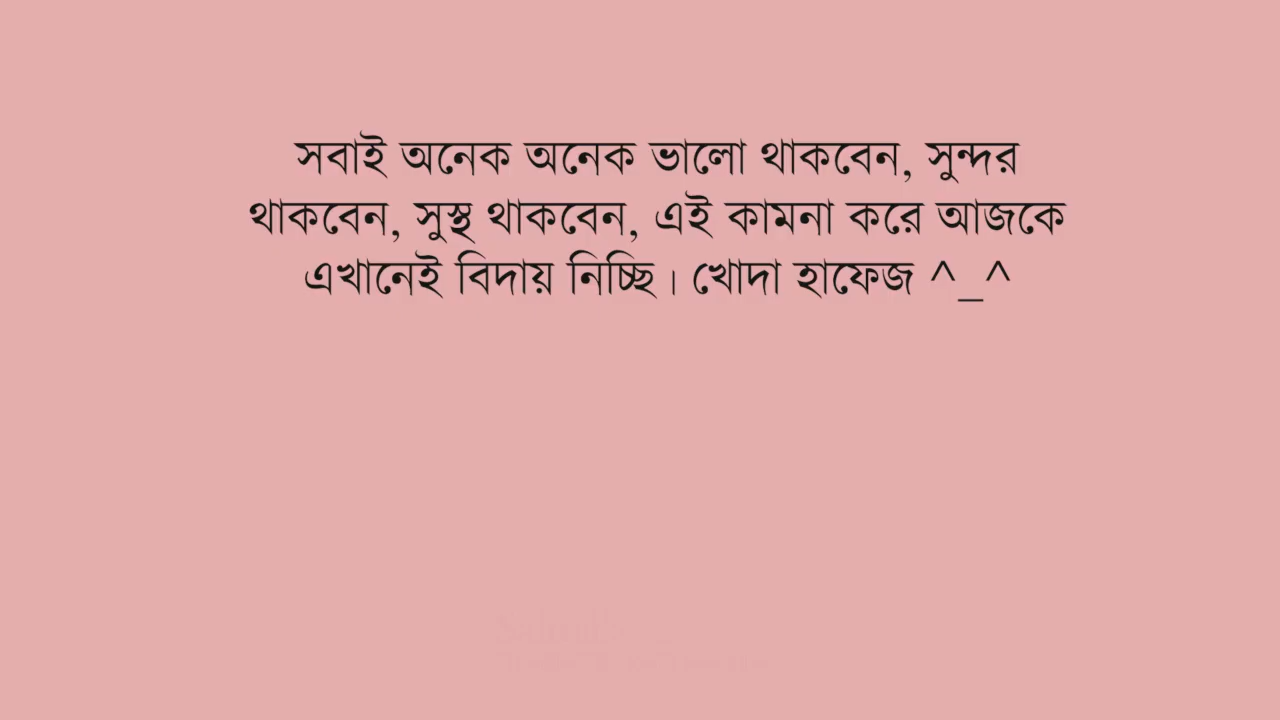 সবাই অনেক অনেক ভালো থাকবেন, সুন্দর
থাকবেন, সুস্থ থাকবেন, এই কামনা করে আজকে
এখানেই বিদায় নিচ্ছি। খোদা হাফেজ ^_^